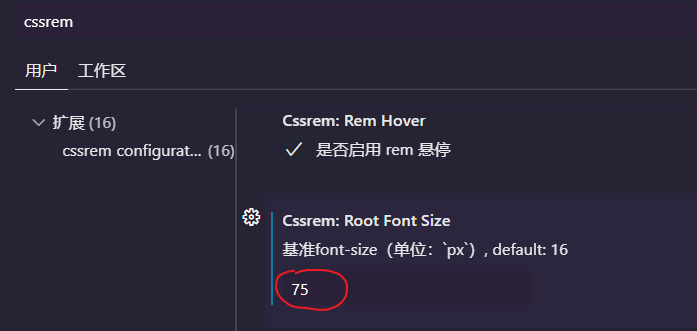 cssrem
用户 工作区
扩展 (16)
cssrem configurat... (16)
Cssrem: Rem Hover
是否启用 rem 悬停
Cssrem: Root Font Size
基准font-size（单位：`px`）, default: 16
75